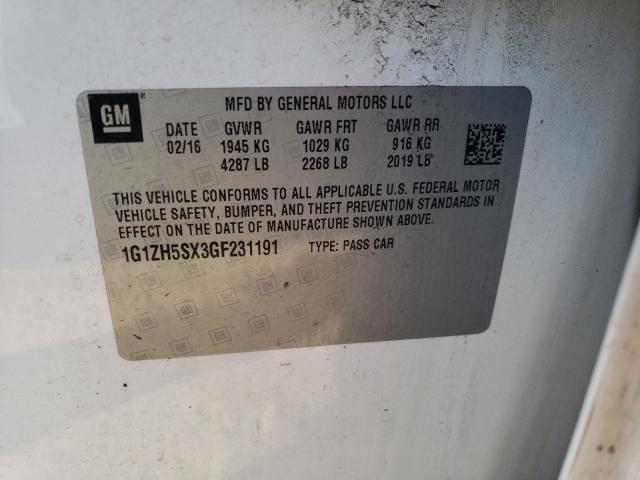 GM
MFD BY GENERAL MOTORS LLC
DATE GVWR GAWR FRT GAWR RR
02/16 1945 KG 1029 KG 916 KG
4287 LB 2268 LB 2019 LB
THIS VEHICLE CONFORMS TO ALL APPLICABLE U.S. FEDERAL MOTOR
VEHICLE SAFETY, BUMPER, AND THEFT PREVENTION STANDARDS IN
EFFECT ON THE DATE OF MANUFACTURE SHOWN ABOVE.
1G1ZH5SX3GF231191 TYPE: PASS CAR